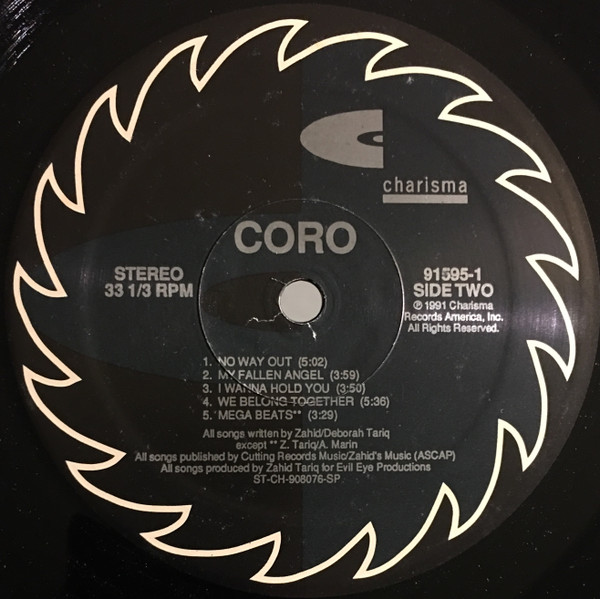 charisma
CORO
STEREO
33 1/3 RPM
91595-1
SIDE TWO
℗ 1991 Charisma
Records America, Inc.
All Rights Reserved.
1. NO WAY OUT (5:02)
2. MY FALLEN ANGEL (3:59)
3. I WANNA HOLD YOU (3:50)
4. WE BELONG TOGETHER (5:36)
5. MEGA BEATS** (3:29)
All songs written by Zahid/Deborah Tariq
except ** Z. Tariq/A. Marin
All songs published by Cutting Records Music/Zahid's Music (ASCAP)
All songs produced by Zahid Tariq for Evil Eye Productions
ST-CH-908076-SP